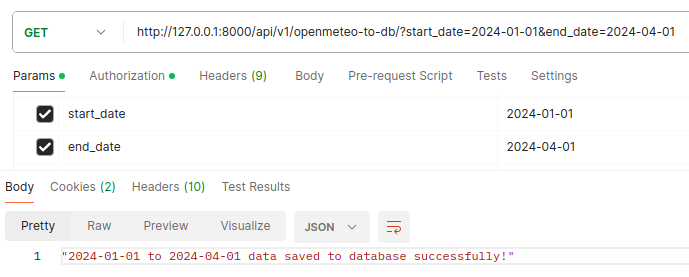 GET http://127.0.0.1:8000/api/v1/openmeteo-to-db/?start_date=2024-01-01&end_date=2024-04-01
Params Authorization Headers (9) Body Pre-request Script Tests Settings
start_date 2024-01-01
end_date 2024-04-01
Body Cookies (2) Headers (10) Test Results
Pretty Raw Preview Visualize JSON
1 "2024-01-01 to 2024-04-01 data saved to database successfully!"